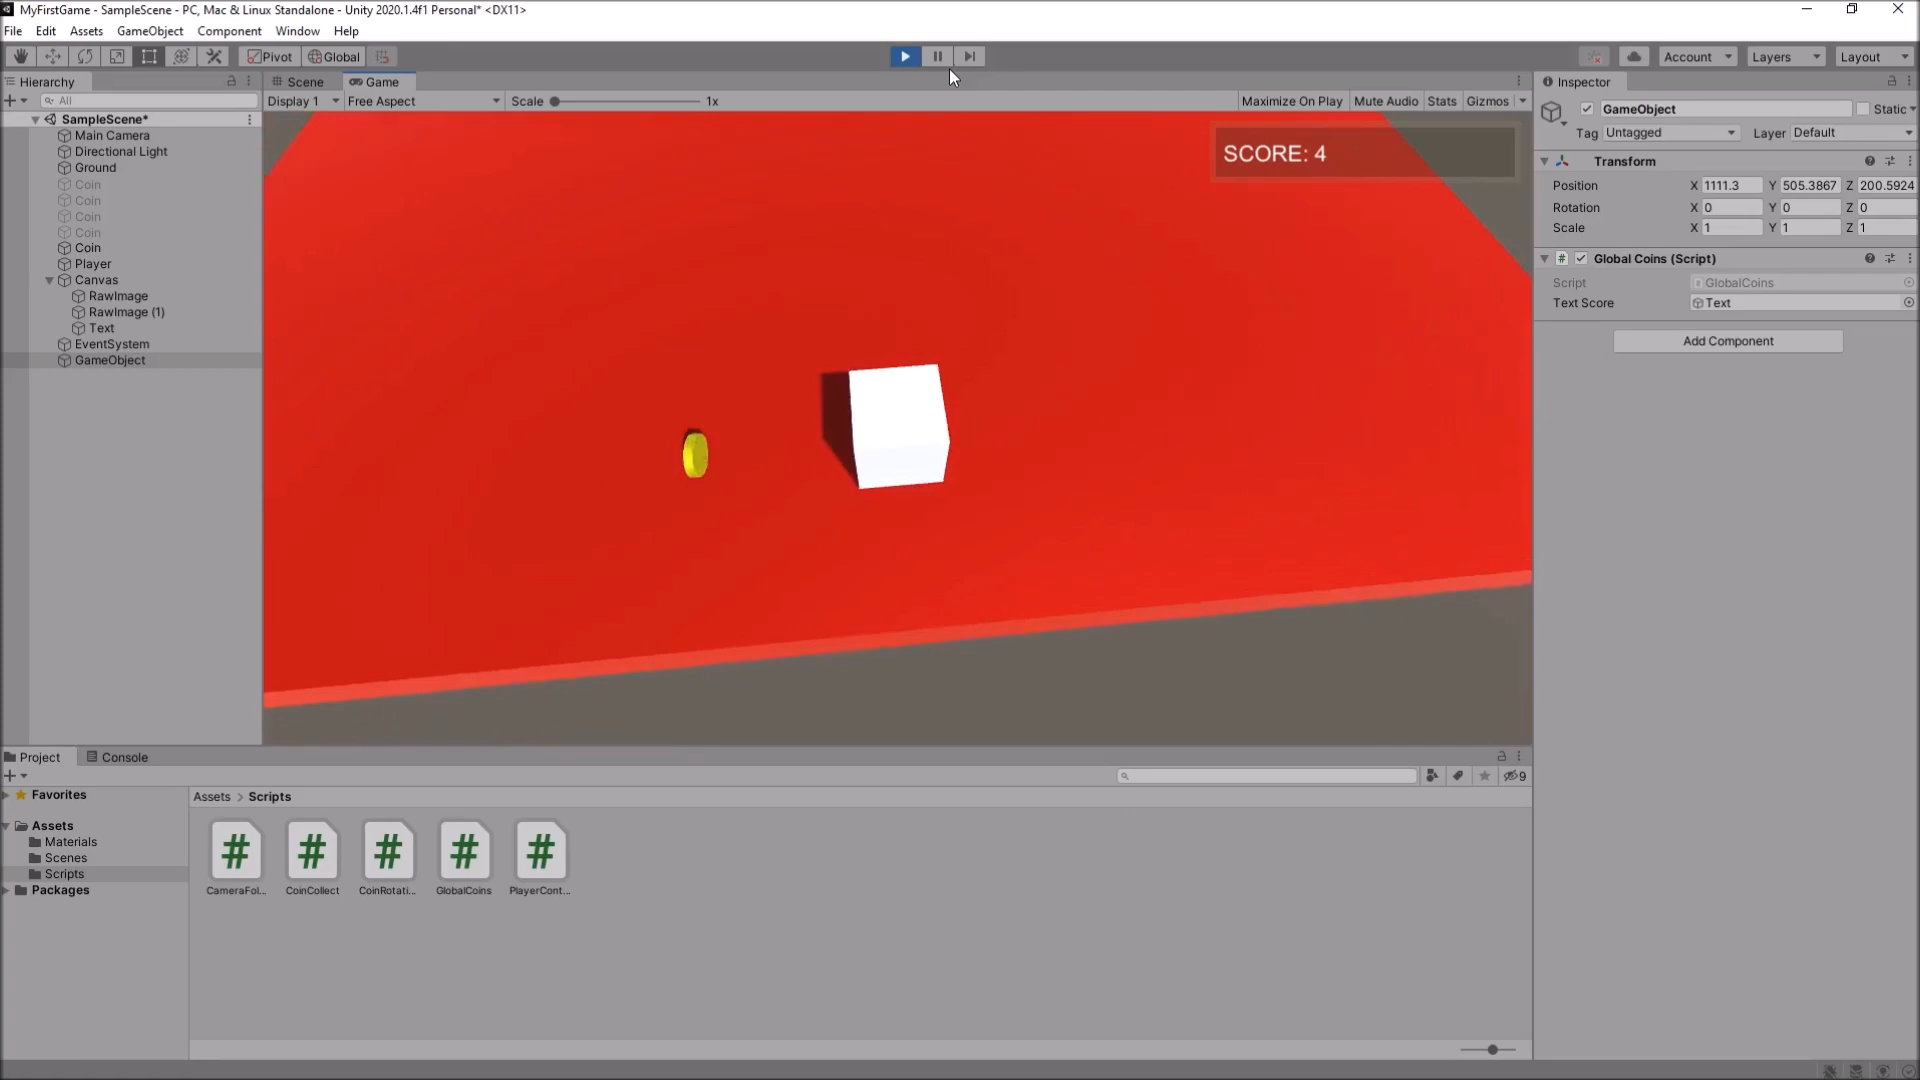 MyFirstGame - SampleScene - PC, Mac & Linux Standalone - Unity 2020.1.4f1 Personal* <DX11>
File Edit Assets GameObject Component Window Help
Pivot Global Account Layers Layout
Hierarchy
All
SampleScene*
Main Camera
Directional Light
Ground
Coin
Coin
Coin
Coin
Coin
Player
Canvas
RawImage
RawImage (1)
Text
EventSystem
GameObject
Scene Game
Display 1 Free Aspect Scale 1x Maximize On Play Mute Audio Stats Gizmos
SCORE: 4
Inspector
GameObject Static
Tag Untagged Layer Default
Transform
Position X 1111.3 Y 505.3867 Z 200.5924
Rotation X 0 Y 0 Z 0
Scale X 1 Y 1 Z 1
# Global Coins (Script)
Script # GlobalCoins
Text Score Text
Add Component
Project Console
9
Favorites
Assets
Materials
Scenes
Scripts
Packages
Assets > Scripts
# # # # #
CameraFol... CoinCollect CoinRotati... GlobalCoins PlayerCont...